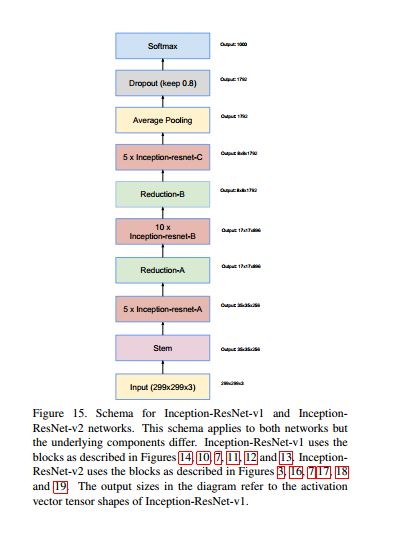 Softmax
Output: 1000
Dropout (keep 0.8)
Output: 1792
Average Pooling
Output: 1792
5 x Inception-resnet-C
Output: 8x8x1792
Reduction-B
Output: 8x8x1792
10 x
Inception-resnet-B
Output: 17x17x896
Reduction-A
Output: 17x17x896
5 x Inception-resnet-A
Output: 35x35x256
Stem
Output: 35x35x256
Input (299x299x3)
299x299x3
Figure 15. Schema for Inception-ResNet-v1 and Inception-
ResNet-v2 networks. This schema applies to both networks but
the underlying components differ. Inception-ResNet-v1 uses the
blocks as described in Figures 14, 10, 7, 11, 12 and 13. Inception-
ResNet-v2 uses the blocks as described in Figures 3, 16, 7,17, 18
and 19. The output sizes in the diagram refer to the activation
vector tensor shapes of Inception-ResNet-v1.